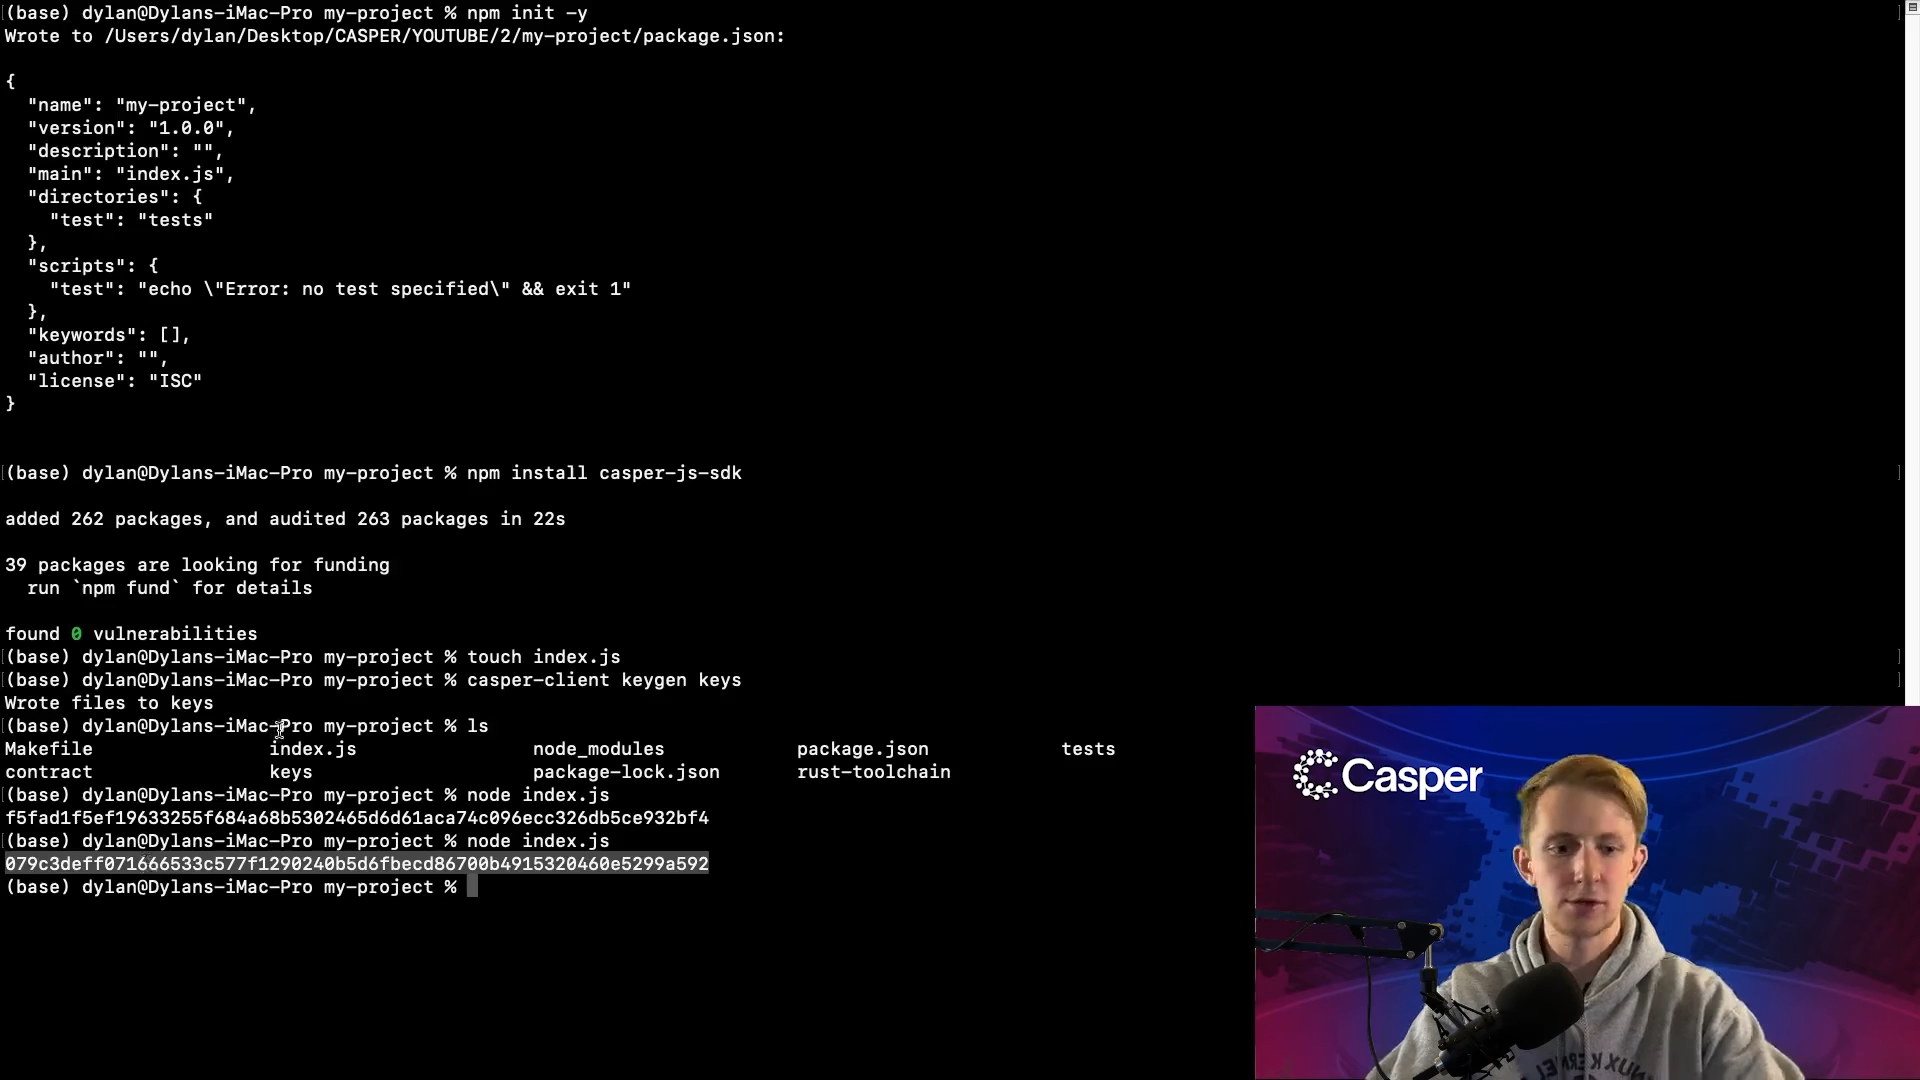 (base) dylan@Dylans-iMac-Pro my-project % npm init -y
Wrote to /Users/dylan/Desktop/CASPER/YOUTUBE/2/my-project/package.json:
{
  "name": "my-project",
  "version": "1.0.0",
  "description": "",
  "main": "index.js",
  "directories": {
    "test": "tests"
  },
  "scripts": {
    "test": "echo \"Error: no test specified\" && exit 1"
  },
  "keywords": [],
  "author": "",
  "license": "ISC"
}
(base) dylan@Dylans-iMac-Pro my-project % npm install casper-js-sdk
added 262 packages, and audited 263 packages in 22s
39 packages are looking for funding
  run `npm fund` for details
found 0 vulnerabilities
(base) dylan@Dylans-iMac-Pro my-project % touch index.js
(base) dylan@Dylans-iMac-Pro my-project % casper-client keygen keys
Wrote files to keys
(base) dylan@Dylans-iMac-Pro my-project % ls
Makefile index.js node_modules package.json tests
contract keys package-lock.json rust-toolchain
(base) dylan@Dylans-iMac-Pro my-project % node index.js
f5fad1f5ef19633255f684a68b5302465d6d61aca74c096ecc326db5ce932bf4
(base) dylan@Dylans-iMac-Pro my-project % node index.js
079c3deff071666533c577f1290240b5d6fbecd86700b4915320460e5299a592
(base) dylan@Dylans-iMac-Pro my-project %
Casper